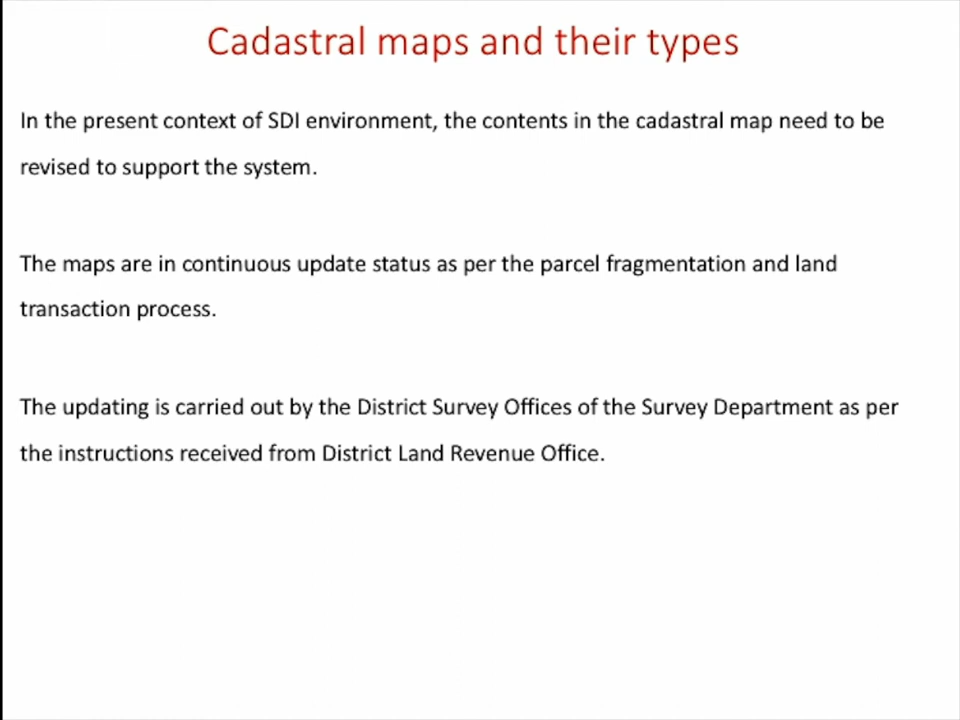 Cadastral maps and their types
In the present context of SDI environment, the contents in the cadastral map need to be
revised to support the system.
The maps are in continuous update status as per the parcel fragmentation and land
transaction process.
The updating is carried out by the District Survey Offices of the Survey Department as per
the instructions received from District Land Revenue Office.